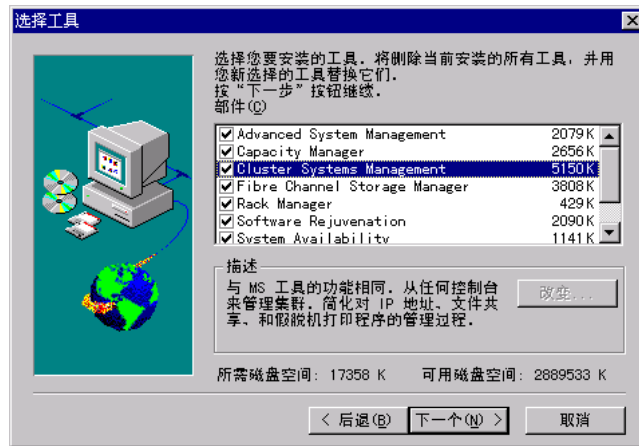 选择工具
选择您要安装的工具. 将删除当前安装的所有工具, 并用
您新选择的工具替换它们.
按“下一步”按钮继续.
部件(C)
Advanced System Management 2079 K
Capacity Manager 2656 K
Cluster Systems Management 5150 K
Fibre Channel Storage Manager 3808 K
Rack Manager 429 K
Software Rejuvenation 2090 K
System Availability 1141 K
描述
与 MS 工具的功能相同. 从任何控制台
来管理集群. 简化对 IP 地址、文件共
享、和假脱机打印程序的管理过程.
改变...
所需磁盘空间: 17358 K 可用磁盘空间: 2889533 K
< 后退(B) 下一个(N) > 取消